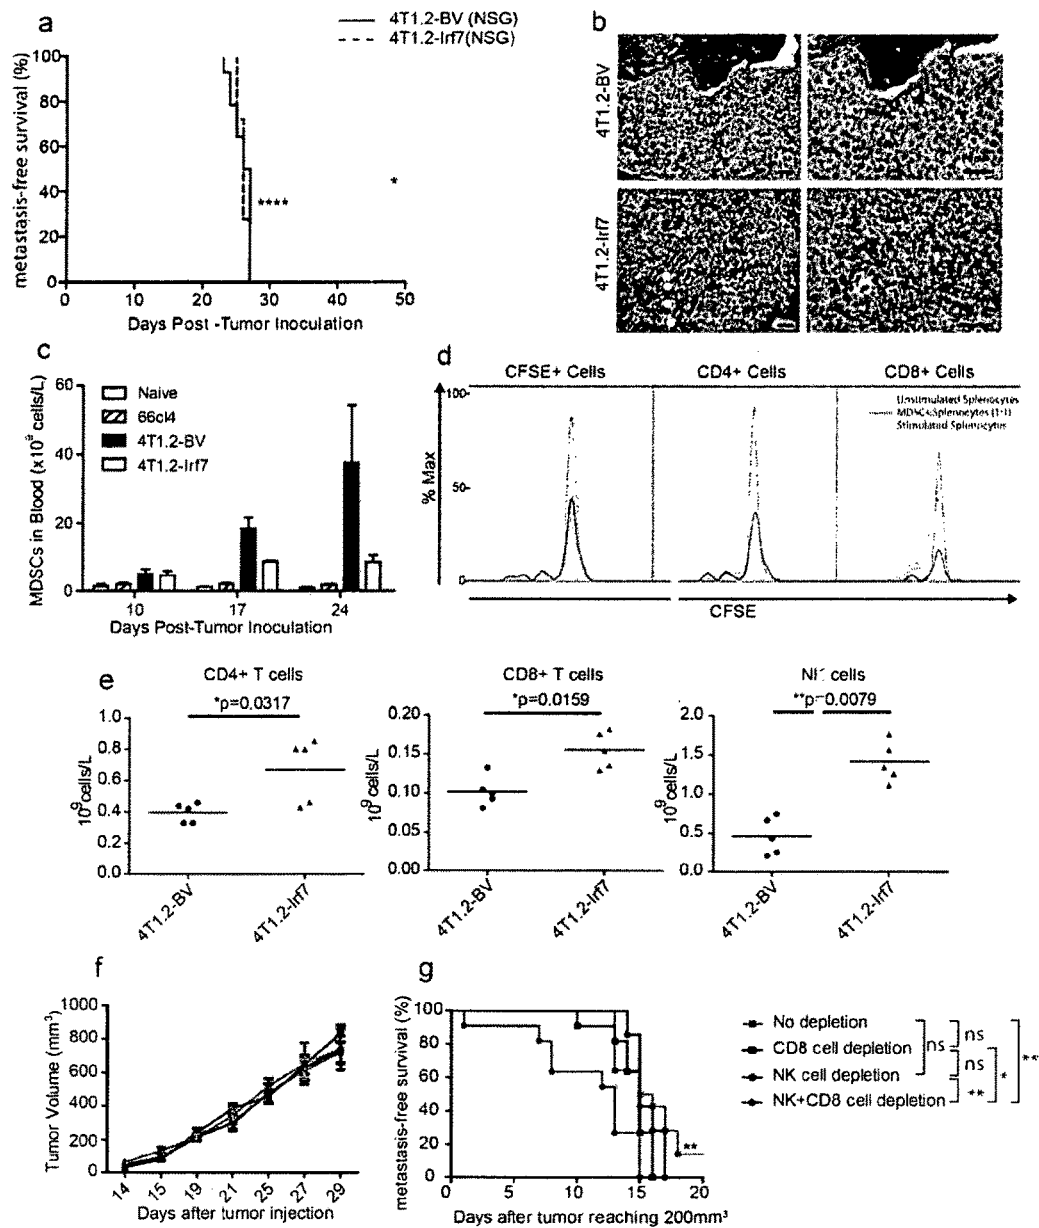 a
4T1.2-BV (NSG)
4T1.2-Irf7(NSG)
metastasis-free survival (%)
100
80
60
40
20
0
****
*
0 10 20 30 40 50
Days Post -Tumor Inoculation
b
4T1.2-BV
4T1.2-Irf7
c
MDSCs in Blood (x10⁹ cells/L)
60
40
20
0
Naive
66cl4
4T1.2-BV
4T1.2-Irf7
10 17 24
Days Post-Tumor Inoculation
d
CFSE+ Cells CD4+ Cells CD8+ Cells
% Max
100-
50-
0
Unstimulated Splenocytes
MDSCs:Splenocytes (1:1)
Stimulated Splenocytes
CFSE
e
CD4+ T cells
*p=0.0317
10⁹cells/L
1.0
0.8
0.6
0.4
0.2
0.0
4T1.2-BV
4T1.2-Irf7
CD8+ T cells
*p=0.0159
10⁹cells/L
0.20
0.15
0.10
0.05
0.00
4T1.2-BV
4T1.2-Irf7
cells
**p=0.0079
10⁹cells/L
2.0
1.5
1.0
0.5
0.0
4T1.2-BV
4T1.2-Irf7
f
Tumor Volume (mm³)
1000
800
600
400
200
0
14 15 19 21 25 27 29
Days after tumor injection
g
metastasis-free survival (%)
100
80
60
40
20
0
**
0 5 10 15 20
Days after tumor reaching 200mm³
No depletion
CD8 cell depletion
NK cell depletion
NK+CD8 cell depletion
ns
ns
ns
**
*
**